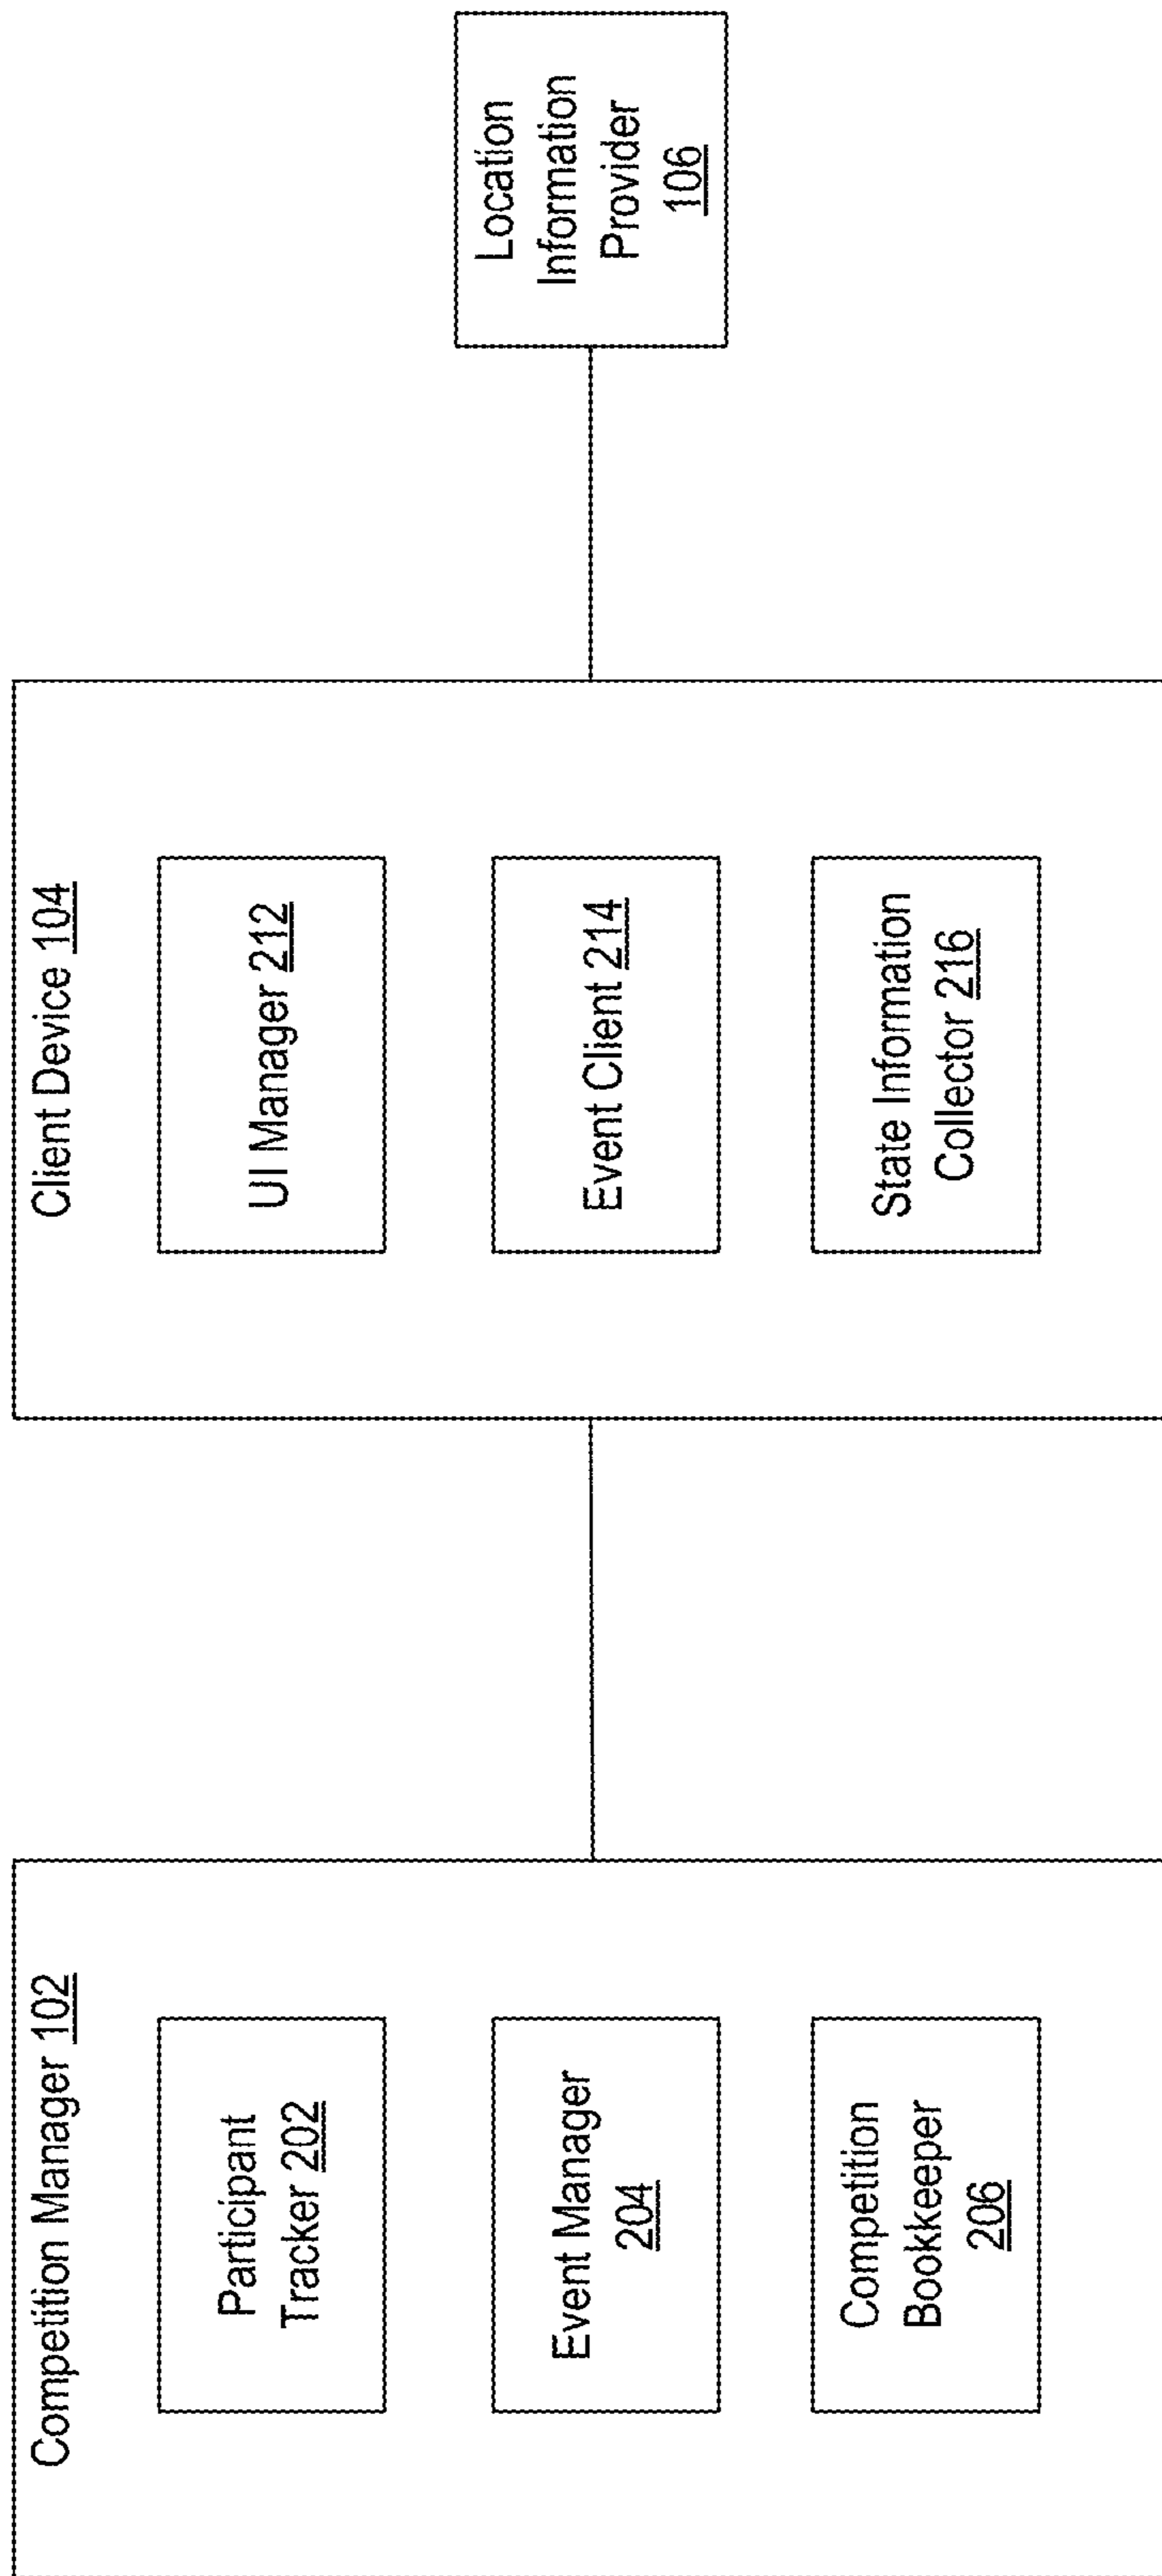 Competition Manager 102
Participant
Tracker 202
Event Manager
204
Competition
Bookkeeper
206
Client Device 104
UI Manager 212
Event Client 214
State Information
Collector 216
Location
Information
Provider
106